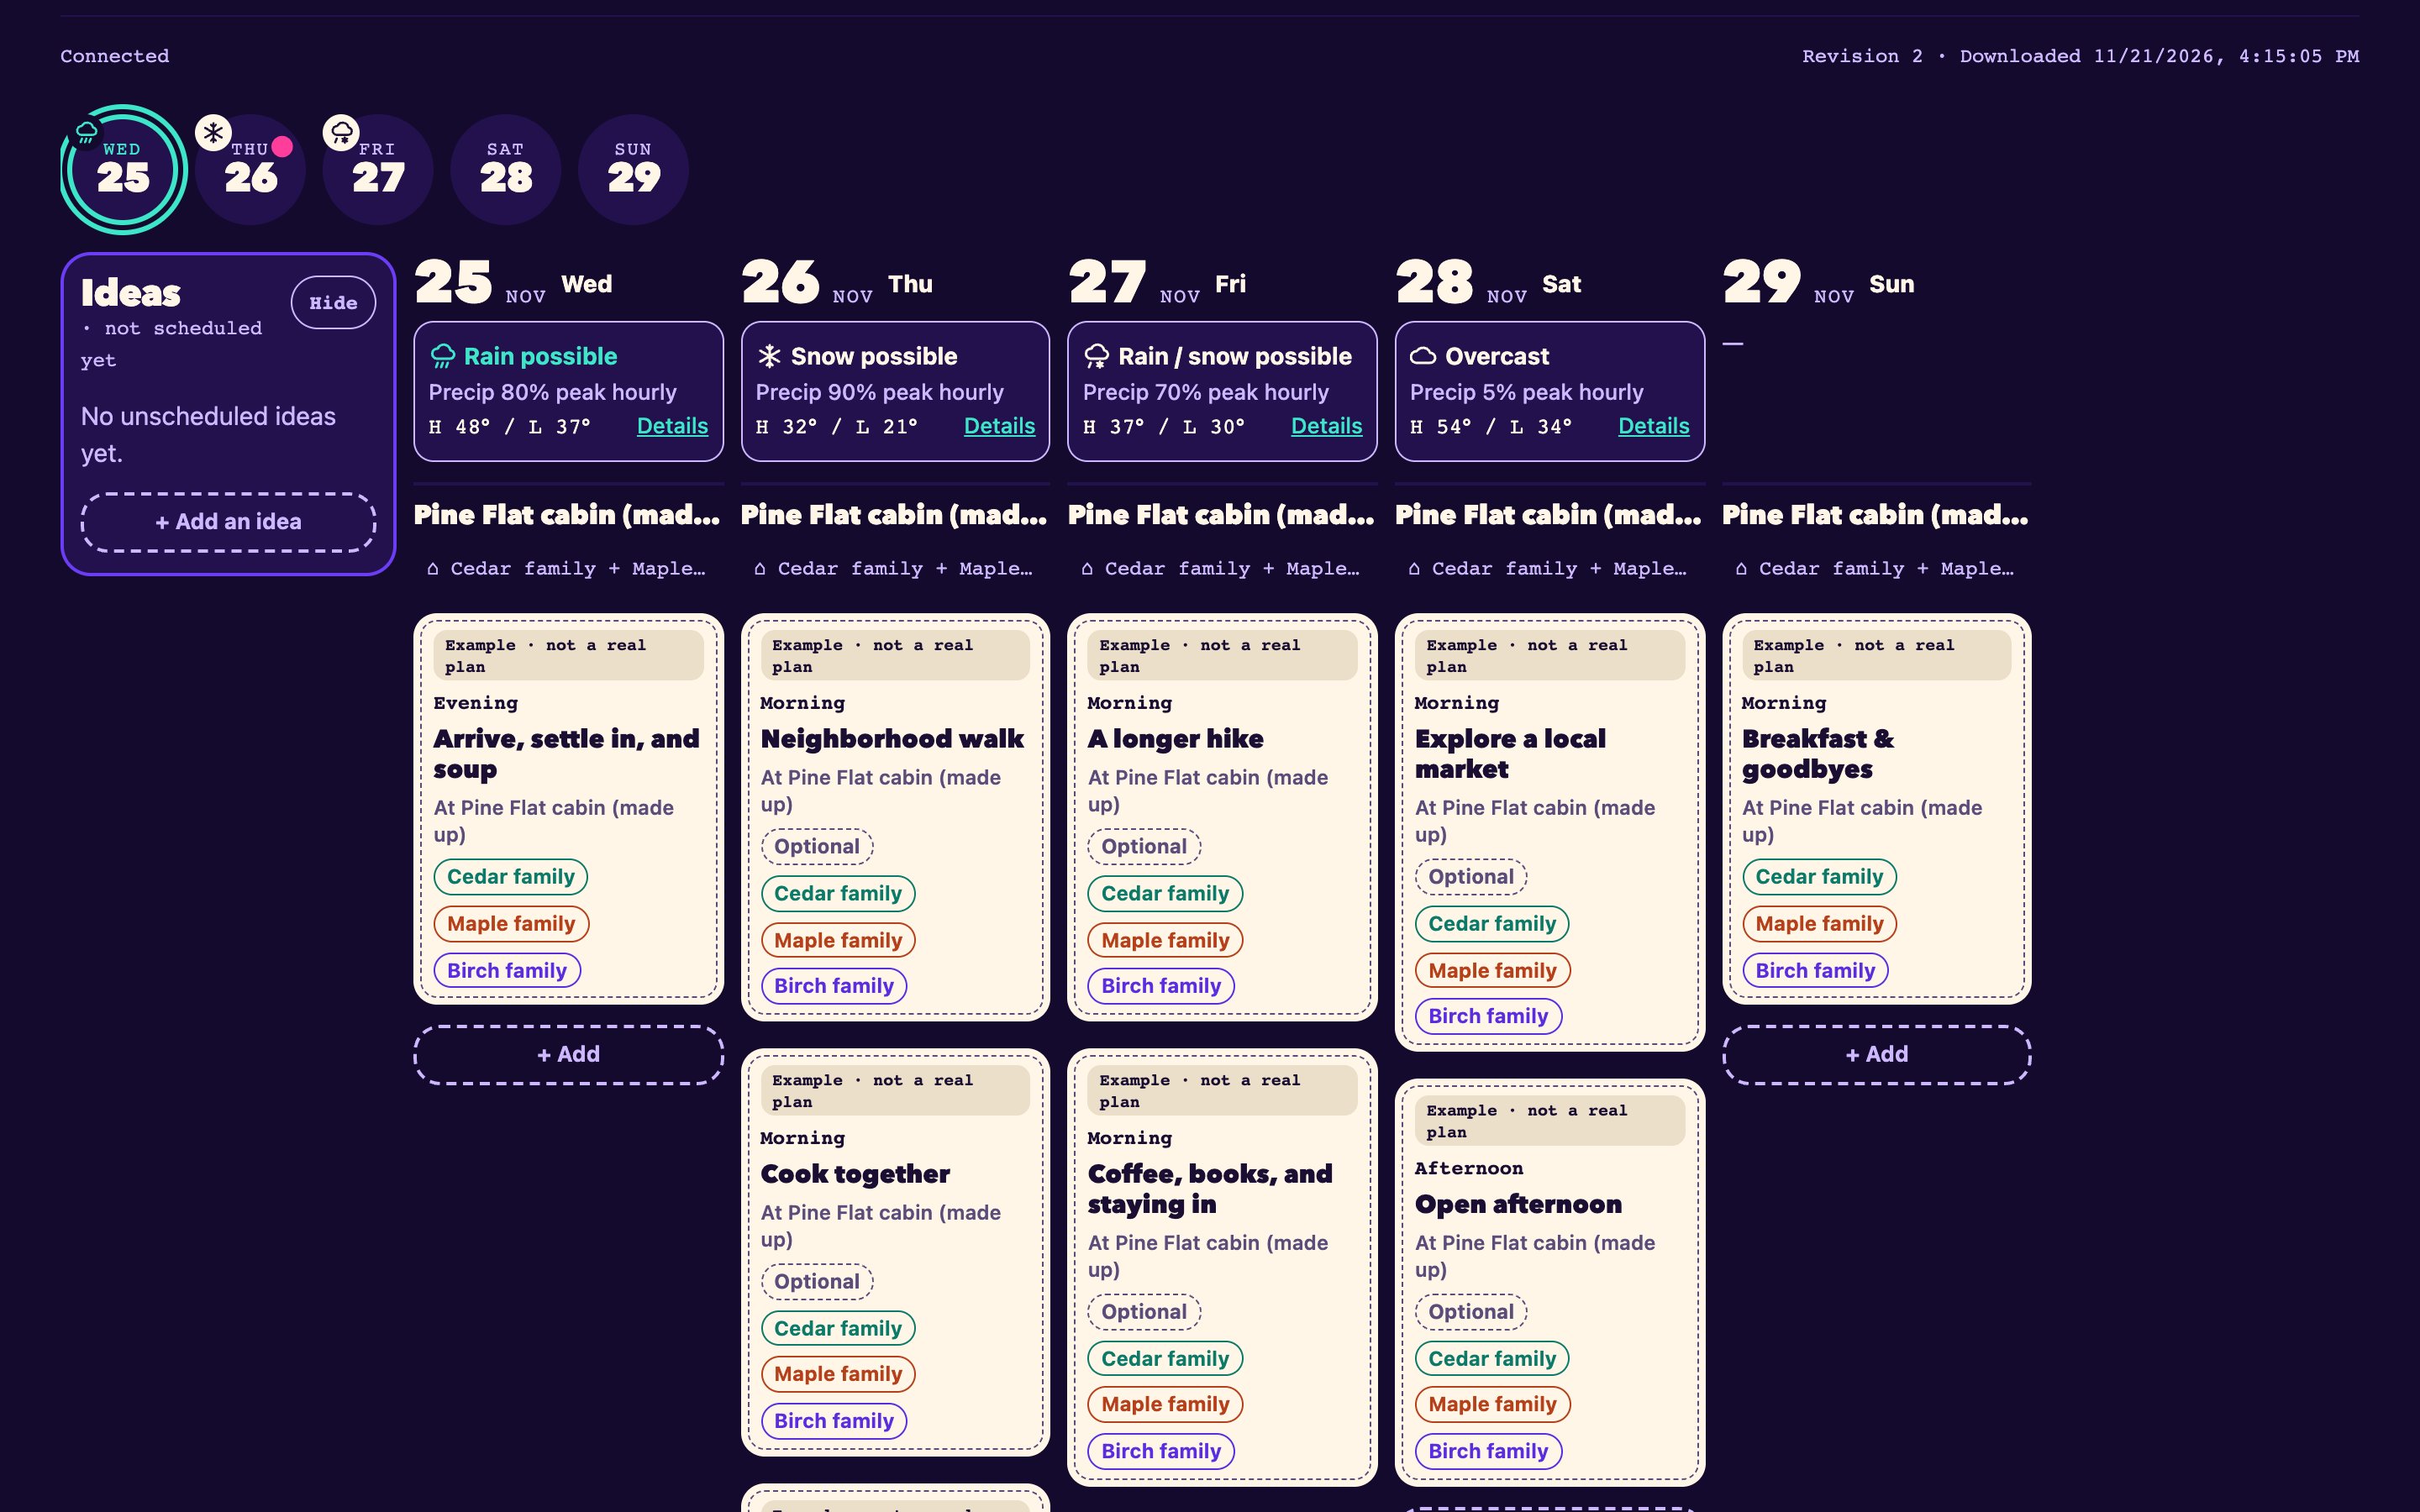 Connected
Revision 2 · Downloaded 11/21/2026, 4:15:05 PM
WED
25
THU
26
FRI
27
SAT
28
SUN
29
Ideas
· not scheduled
yet
Hide
No unscheduled ideas
yet.
+ Add an idea
25 NOV Wed
Rain possible
Precip 80% peak hourly
H 48° / L 37° Details
Pine Flat cabin (mad...
⌂ Cedar family + Maple…
Example · not a real
plan
Evening
Arrive, settle in, and
soup
At Pine Flat cabin (made
up)
Cedar family
Maple family
Birch family
+ Add
26 NOV Thu
Snow possible
Precip 90% peak hourly
H 32° / L 21° Details
Pine Flat cabin (mad...
⌂ Cedar family + Maple…
Example · not a real
plan
Morning
Neighborhood walk
At Pine Flat cabin (made
up)
Optional
Cedar family
Maple family
Birch family
Example · not a real
plan
Morning
Cook together
At Pine Flat cabin (made
up)
Optional
Cedar family
Maple family
Birch family
27 NOV Fri
Rain / snow possible
Precip 70% peak hourly
H 37° / L 30° Details
Pine Flat cabin (mad...
⌂ Cedar family + Maple…
Example · not a real
plan
Morning
A longer hike
At Pine Flat cabin (made
up)
Optional
Cedar family
Maple family
Birch family
Example · not a real
plan
Morning
Coffee, books, and
staying in
At Pine Flat cabin (made
up)
Optional
Cedar family
Maple family
Birch family
28 NOV Sat
Overcast
Precip 5% peak hourly
H 54° / L 34° Details
Pine Flat cabin (mad...
⌂ Cedar family + Maple…
Example · not a real
plan
Morning
Explore a local
market
At Pine Flat cabin (made
up)
Optional
Cedar family
Maple family
Birch family
Example · not a real
plan
Afternoon
Open afternoon
At Pine Flat cabin (made
up)
Optional
Cedar family
Maple family
Birch family
29 NOV Sun
—
Pine Flat cabin (mad...
⌂ Cedar family + Maple…
Example · not a real
plan
Morning
Breakfast &
goodbyes
At Pine Flat cabin (made
up)
Cedar family
Maple family
Birch family
+ Add